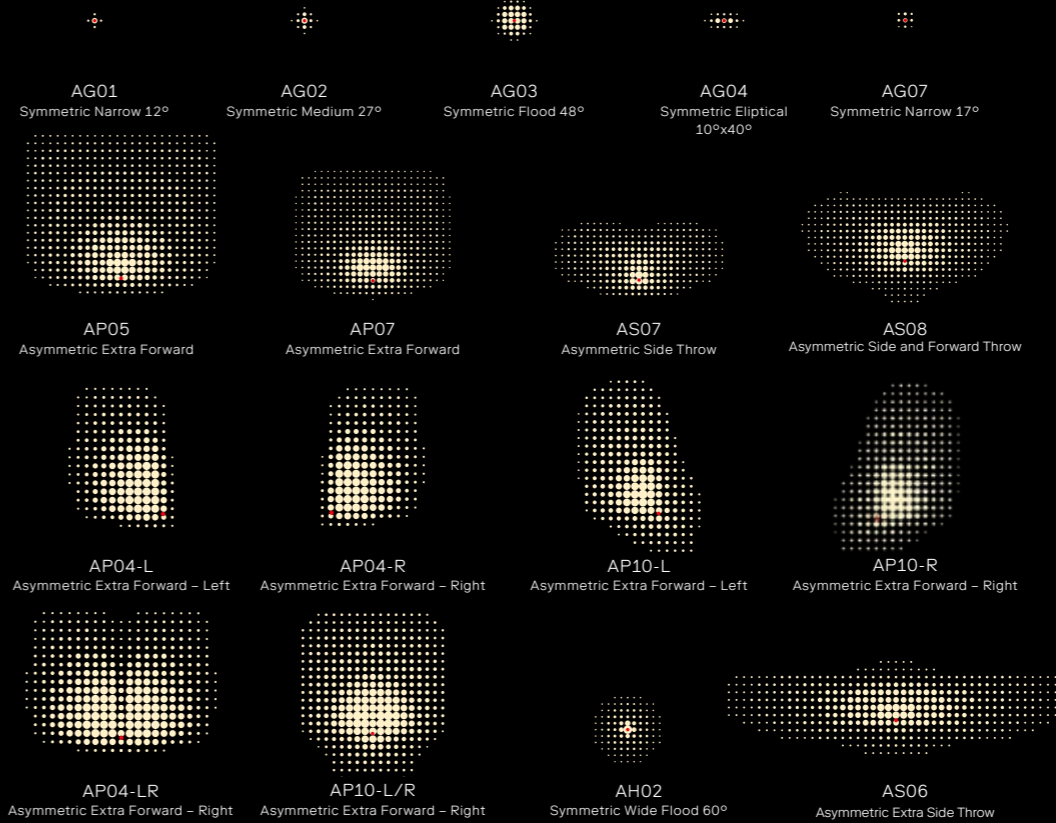 AG01
Symmetric Narrow 12°
AG02
Symmetric Medium 27°
AG03
Symmetric Flood 48°
AG04
Symmetric Eliptical
10°x40°
AG07
Symmetric Narrow 17°
AP05
Asymmetric Extra Forward
AP07
Asymmetric Extra Forward
AS07
Asymmetric Side Throw
AS08
Asymmetric Side and Forward Throw
AP04-L
Asymmetric Extra Forward – Left
AP04-R
Asymmetric Extra Forward – Right
AP10-L
Asymmetric Extra Forward – Left
AP10-R
Asymmetric Extra Forward – Right
AP04-LR
Asymmetric Extra Forward – Right
AP10-L/R
Asymmetric Extra Forward – Right
AH02
Symmetric Wide Flood 60°
AS06
Asymmetric Extra Side Throw